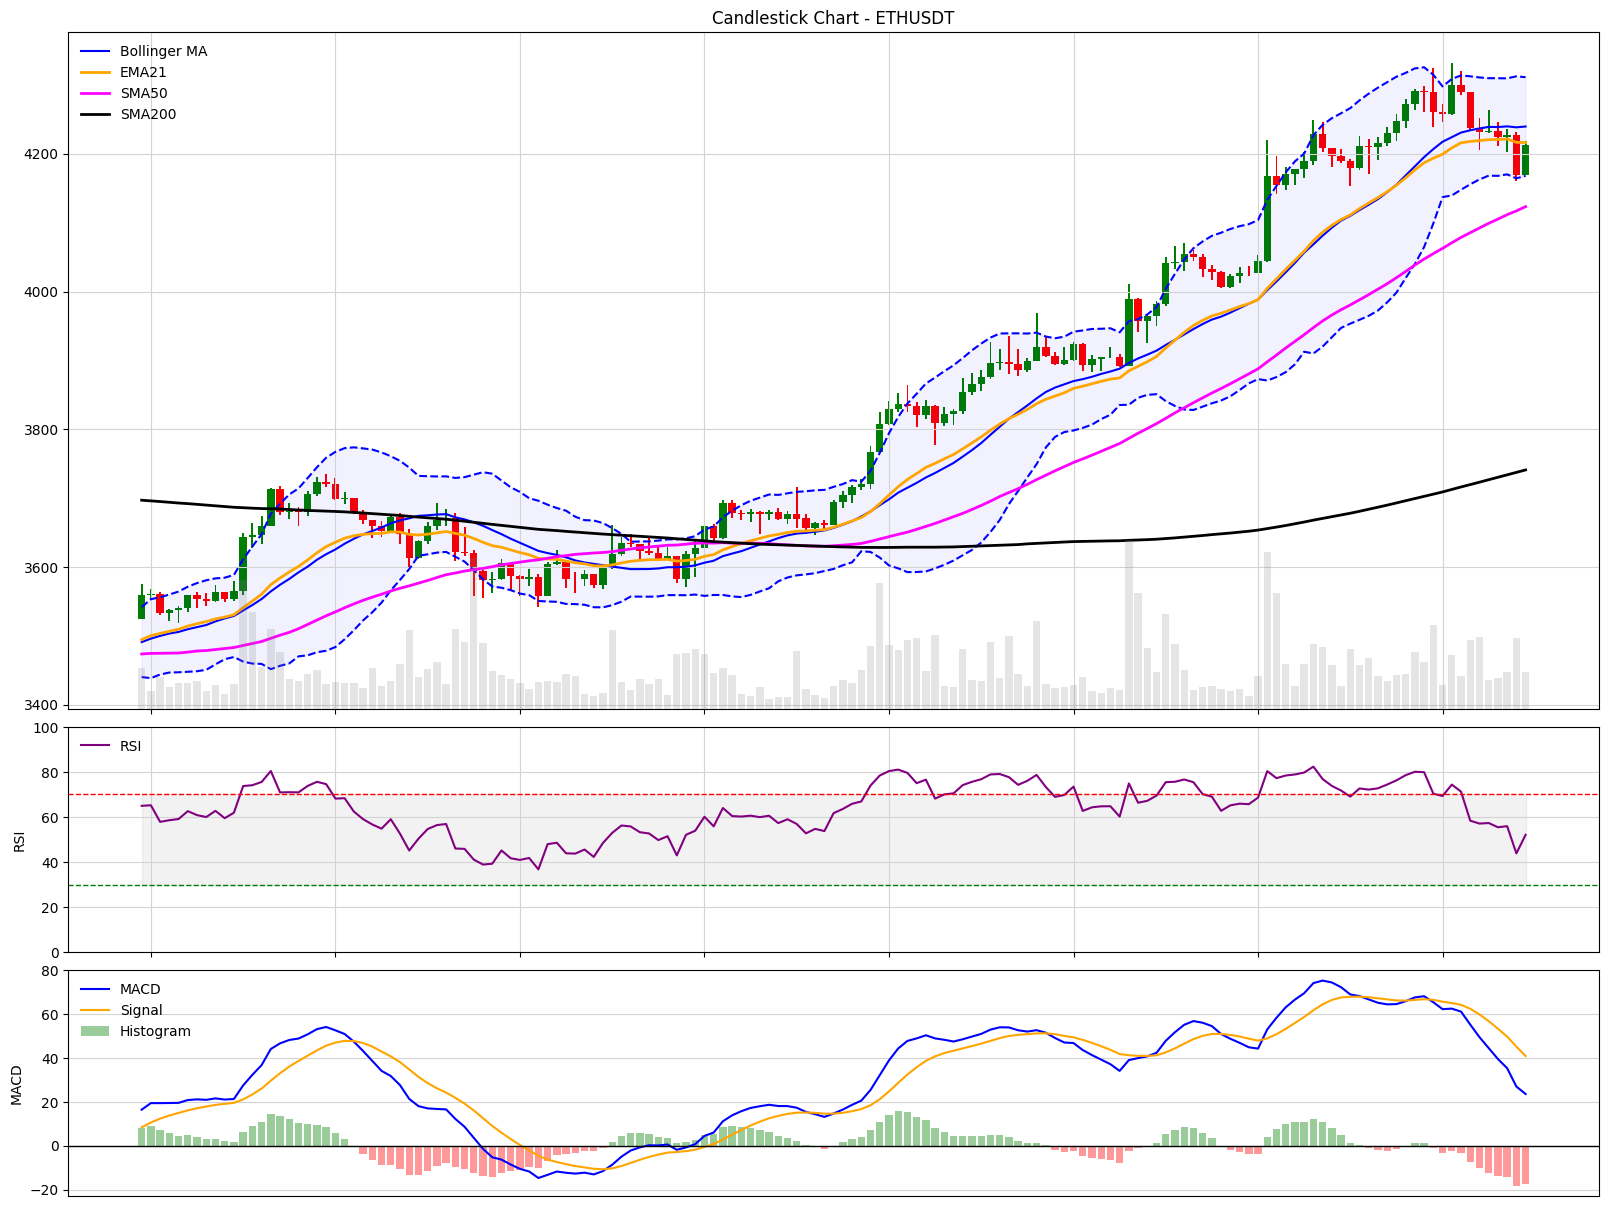 Candlestick Chart - ETHUSDT
Bollinger MA
EMA21
SMA50
SMA200
4200
4000
3800
3600
3400
100
RSI
80
60
40
20
0
RSI
80
MACD
Signal
Histogram
60
40
20
0
−20
MACD